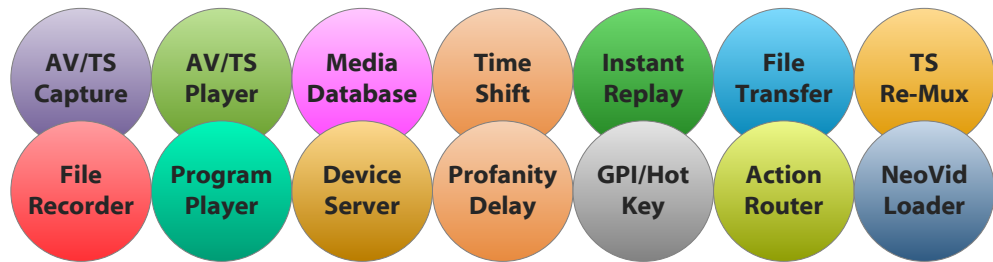 AV/TS
Capture
AV/TS
Player
Media
Database
Time
Shift
Instant
Replay
File
Transfer
TS
Re-Mux
File
Recorder
Program
Player
Device
Server
Profanity
Delay
GPI/Hot
Key
Action
Router
NeoVid
Loader